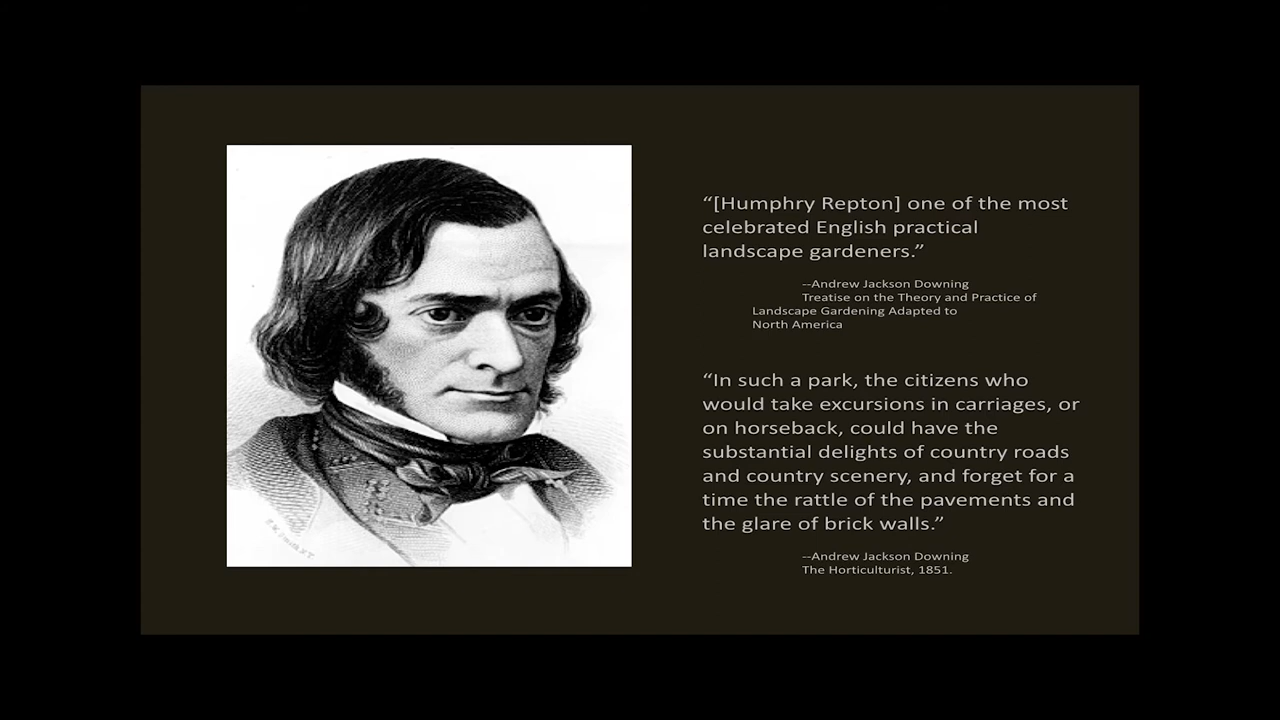 “[Humphry Repton] one of the most
celebrated English practical
landscape gardeners.”
--Andrew Jackson Downing
Treatise on the Theory and Practice of
Landscape Gardening Adapted to
North America
“In such a park, the citizens who
would take excursions in carriages, or
on horseback, could have the
substantial delights of country roads
and country scenery, and forget for a
time the rattle of the pavements and
the glare of brick walls.”
--Andrew Jackson Downing
The Horticulturist, 1851.